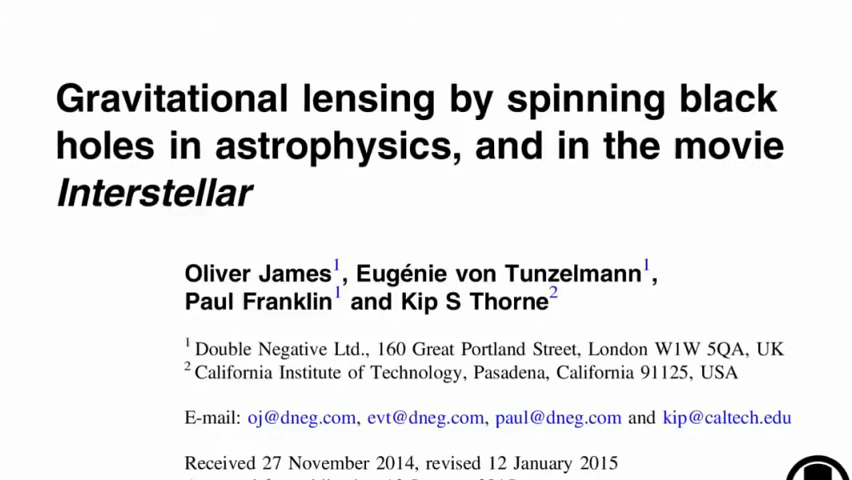 Gravitational lensing by spinning black
holes in astrophysics, and in the movie
Interstellar
Oliver James1, Eugénie von Tunzelmann1,
Paul Franklin1 and Kip S Thorne2
1 Double Negative Ltd., 160 Great Portland Street, London W1W 5QA, UK
2 California Institute of Technology, Pasadena, California 91125, USA
E-mail: oj@dneg.com, evt@dneg.com, paul@dneg.com and kip@caltech.edu
Received 27 November 2014, revised 12 January 2015